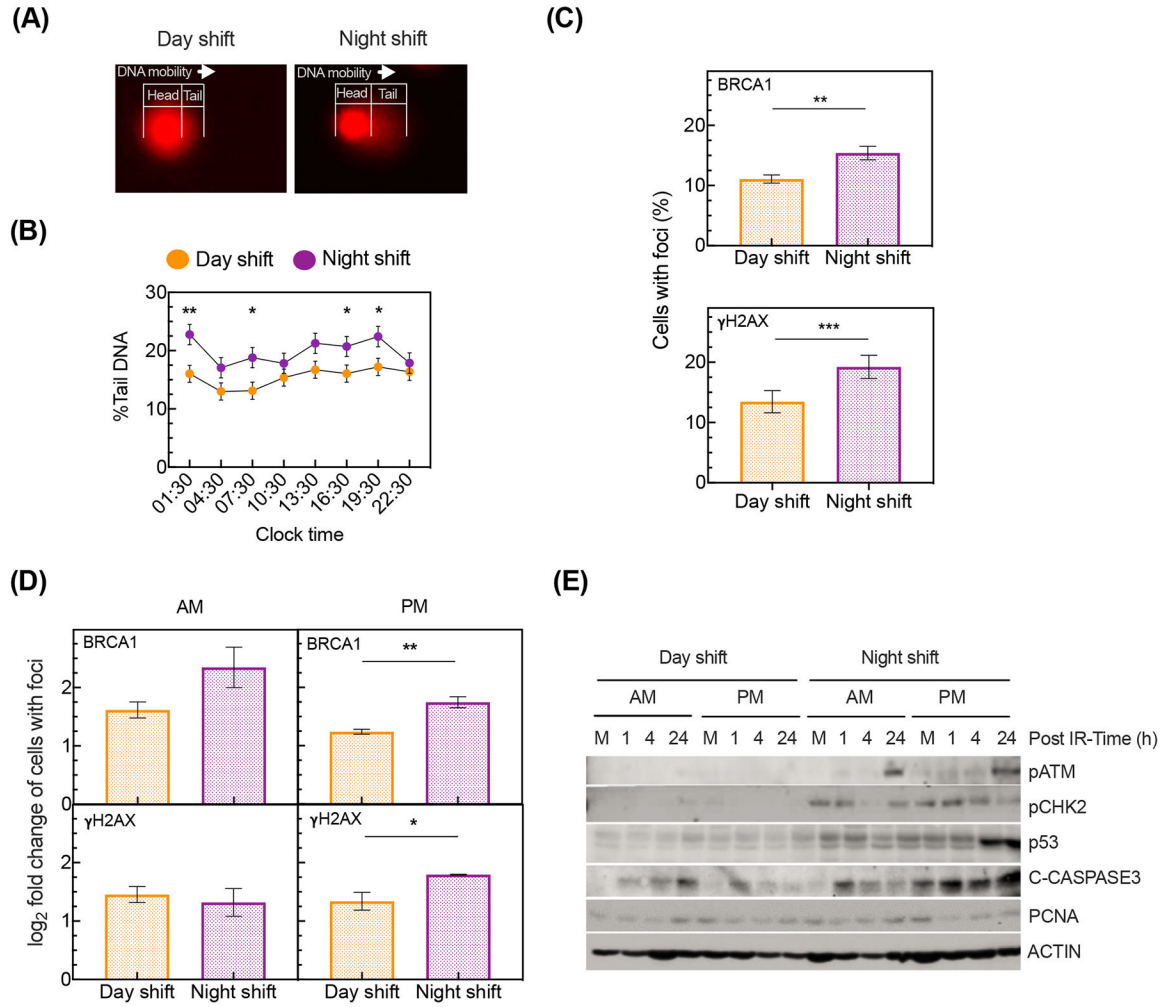 (A)
Day shift
Night shift
DNA mobility
Head Tail
DNA mobility
Head Tail
(B)
Day shift Night shift
%Tail DNA
30
20
10
0
** * * *
01:30 04:30 07:30 10:30 13:30 16:30 19:30 22:30
Clock time
(C)
Cells with foci (%)
BRCA1
**
20
10
0
Day shift Night shift
γH2AX
***
20
10
0
Day shift Night shift
(D)
AM PM
log2 fold change of cells with foci
BRCA1
2
1
0
BRCA1
**
γH2AX
2
1
0
γH2AX
*
Day shift Night shift Day shift Night shift
(E)
Day shift Night shift
AM PM AM PM
M 1 4 24 M 1 4 24 M 1 4 24 M 1 4 24 Post IR-Time (h)
pATM
pCHK2
p53
C-CASPASE3
PCNA
ACTIN